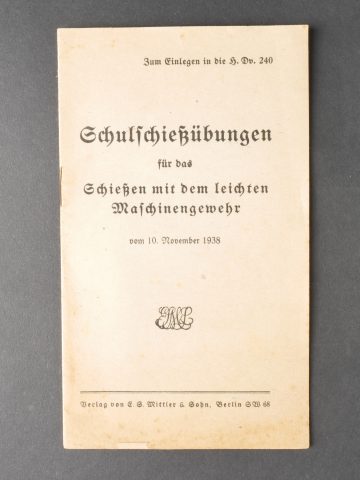 Zum Einlegen in die H. Dv. 240
Schulschießübungen
für das
Schießen mit dem leichten
Maschinengewehr
vom 10. November 1938
Verlag von E. S. Mittler & Sohn, Berlin SW 68